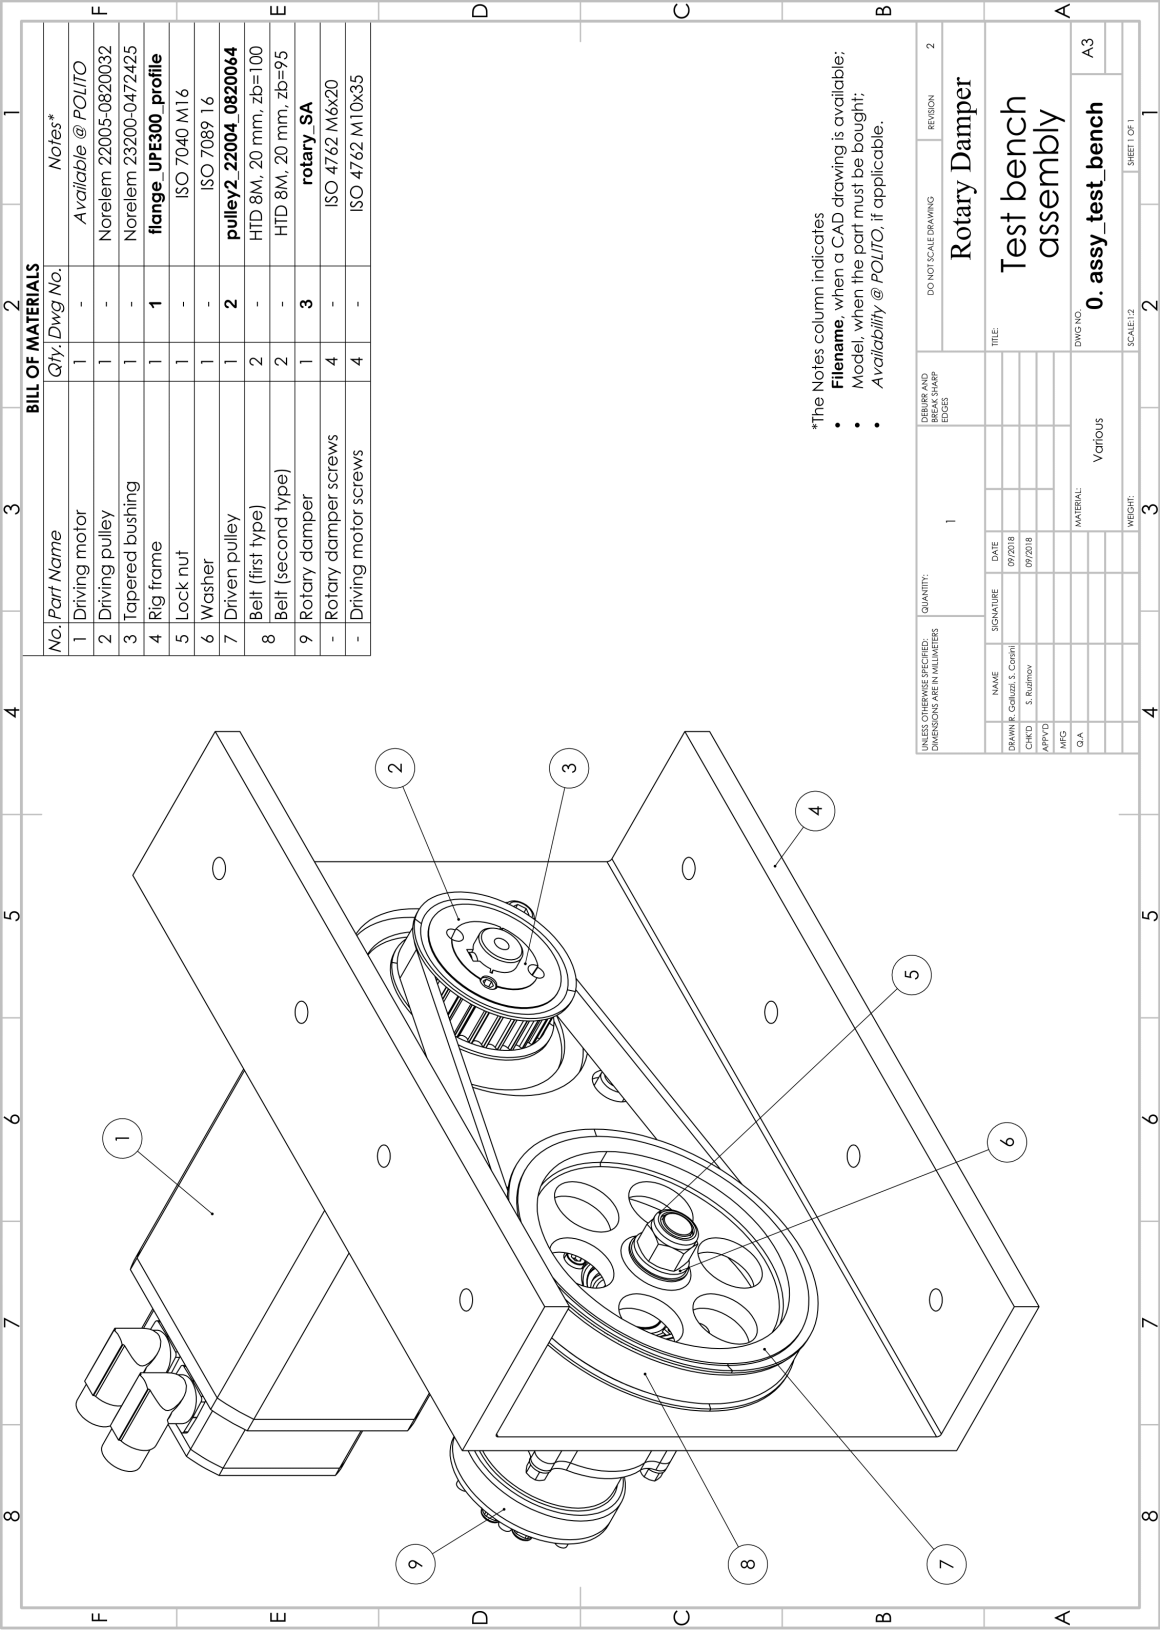 8 7 6 5 4 3 2 1
F
E
D
C
B
A
BILL OF MATERIALS
No. Part Name Qty. Dwg No. Notes*
1 Driving motor 1 - Available @ POLITO
2 Driving pulley 1 - Norelem 22005-0820032
3 Tapered bushing 1 - Norelem 23200-0472425
4 Rig frame 1 1 flange_UPE300_profile
5 Lock nut 1 - ISO 7040 M16
6 Washer 1 - ISO 7089 16
7 Driven pulley 1 2 pulley2_22004_0820064
8 Belt (first type) 2 - HTD 8M, 20 mm, zb=100
Belt (second type) 2 - HTD 8M, 20 mm, zb=95
9 Rotary damper 1 3 rotary_SA
- Rotary damper screws 4 - ISO 4762 M6x20
- Driving motor screws 4 - ISO 4762 M10x35
1
2
3
4
5
6
7
8
9
*The Notes column indicates
• Filename, when a CAD drawing is available;
• Model, when the part must be bought;
• Availability @ POLITO, if applicable.
UNLESS OTHERWISE SPECIFIED:
DIMENSIONS ARE IN MILLIMETERS
QUANTITY:
1
DEBURR AND
BREAK SHARP
EDGES
DO NOT SCALE DRAWING
REVISION 2
Rotary Damper
NAME SIGNATURE DATE
DRAWN R. Galluzzi, S. Corsini 09/2018
CHK'D S. Ruzimov 09/2018
APPV'D
MFG
Q.A
TITLE:
Test bench
assembly
MATERIAL:
Various
DWG NO.
0. assy_test_bench
A3
WEIGHT:
SCALE:1:2
SHEET 1 OF 1
F
E
D
C
B
A
8 7 6 5 4 3 2 1